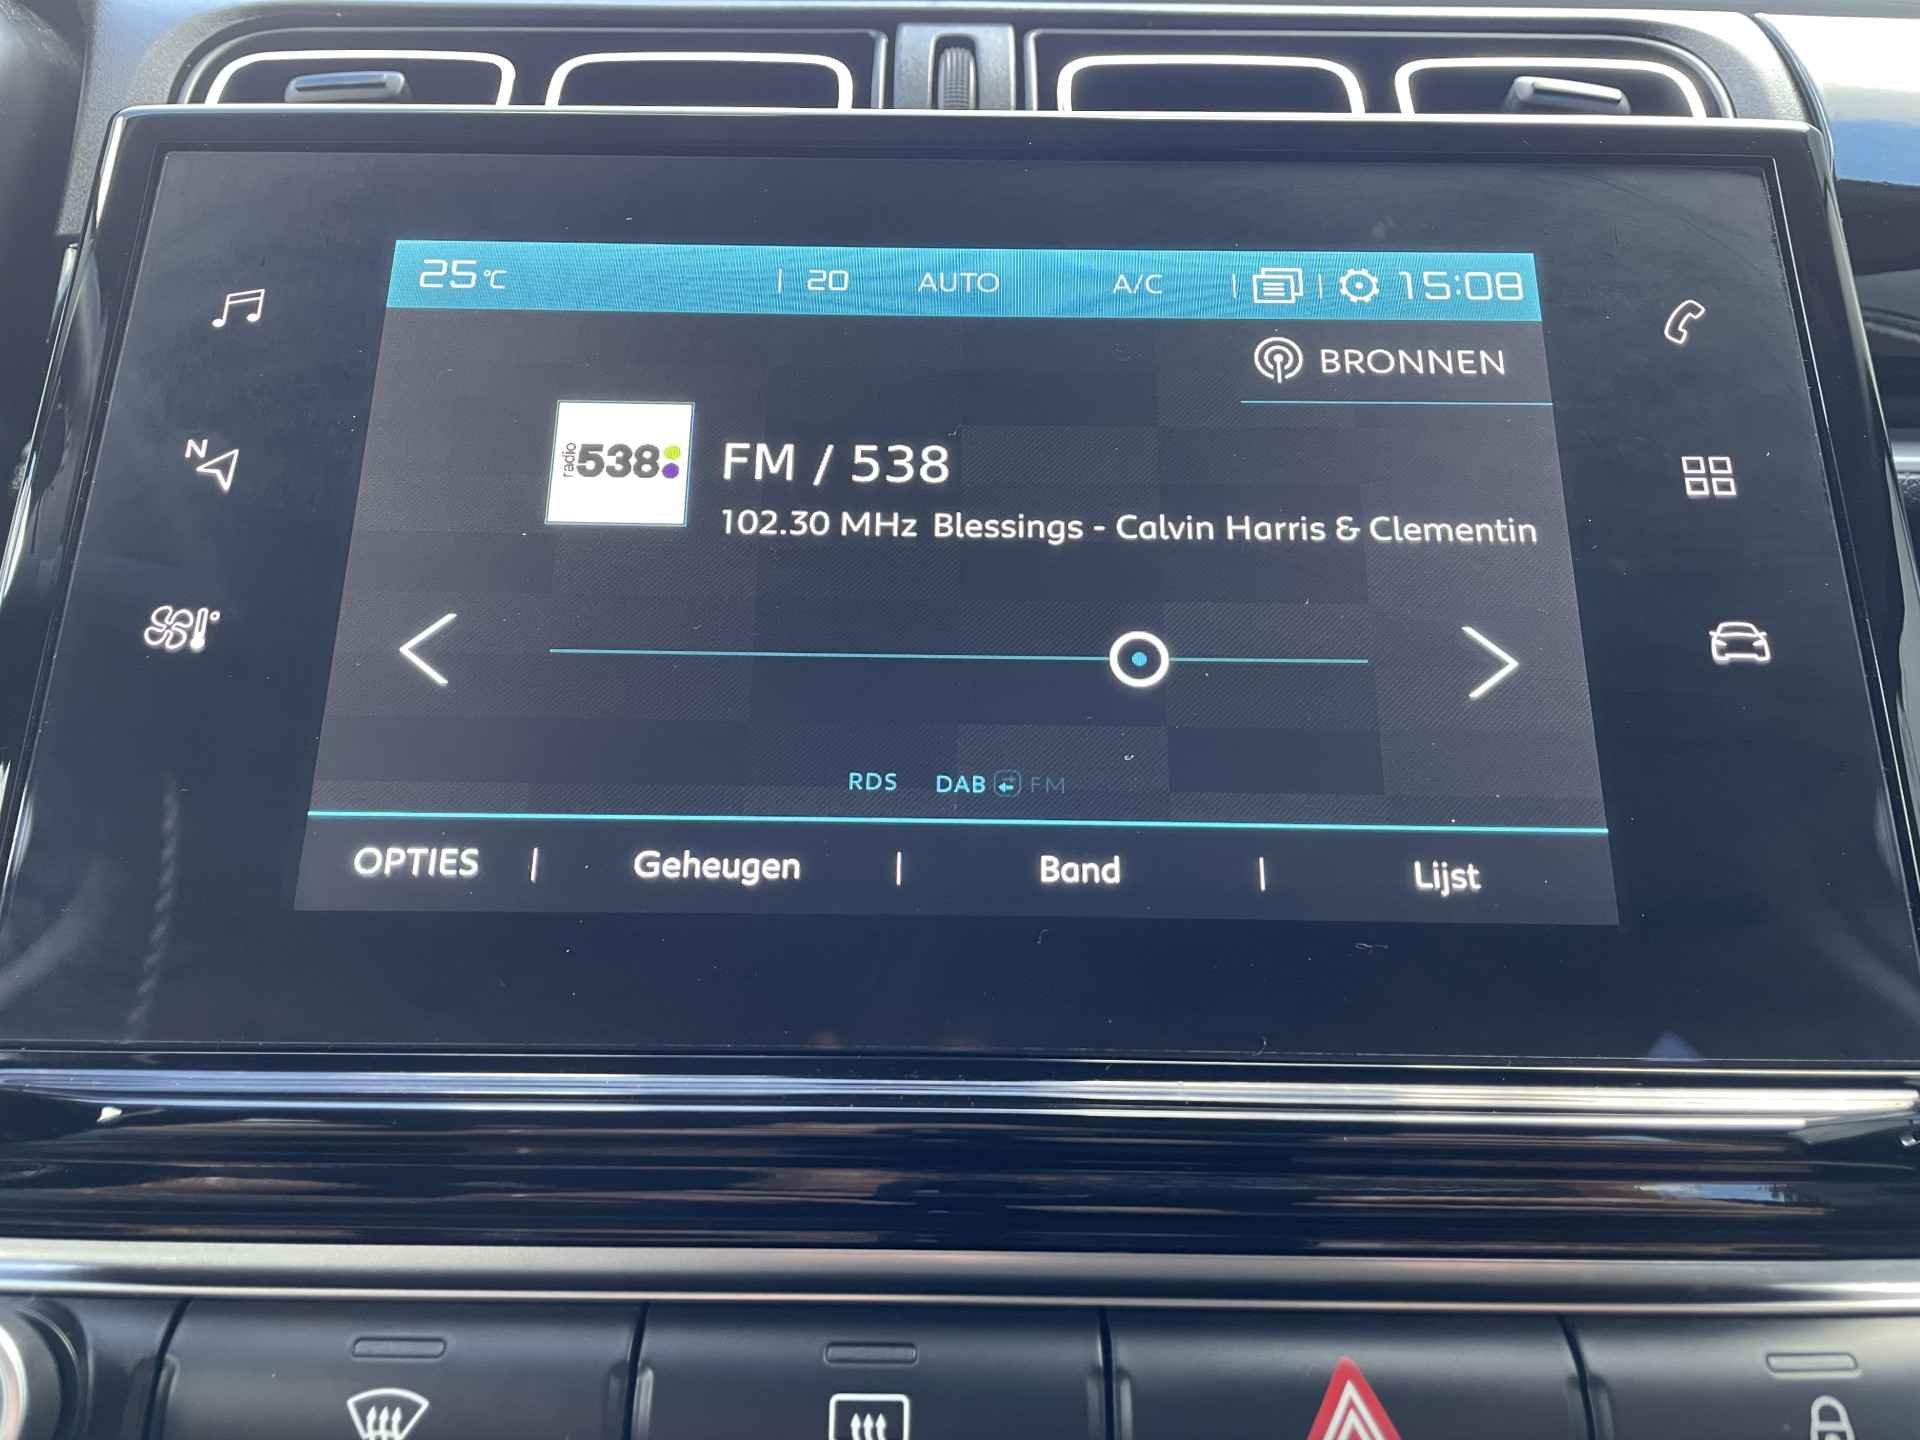 25 °C | 20 AUTO A/C | | 15:08
BRONNEN
radio 538
FM / 538
102.30 MHz Blessings - Calvin Harris & Clementin
N
RDS DAB FM
OPTIES | Geheugen | Band | Lijst